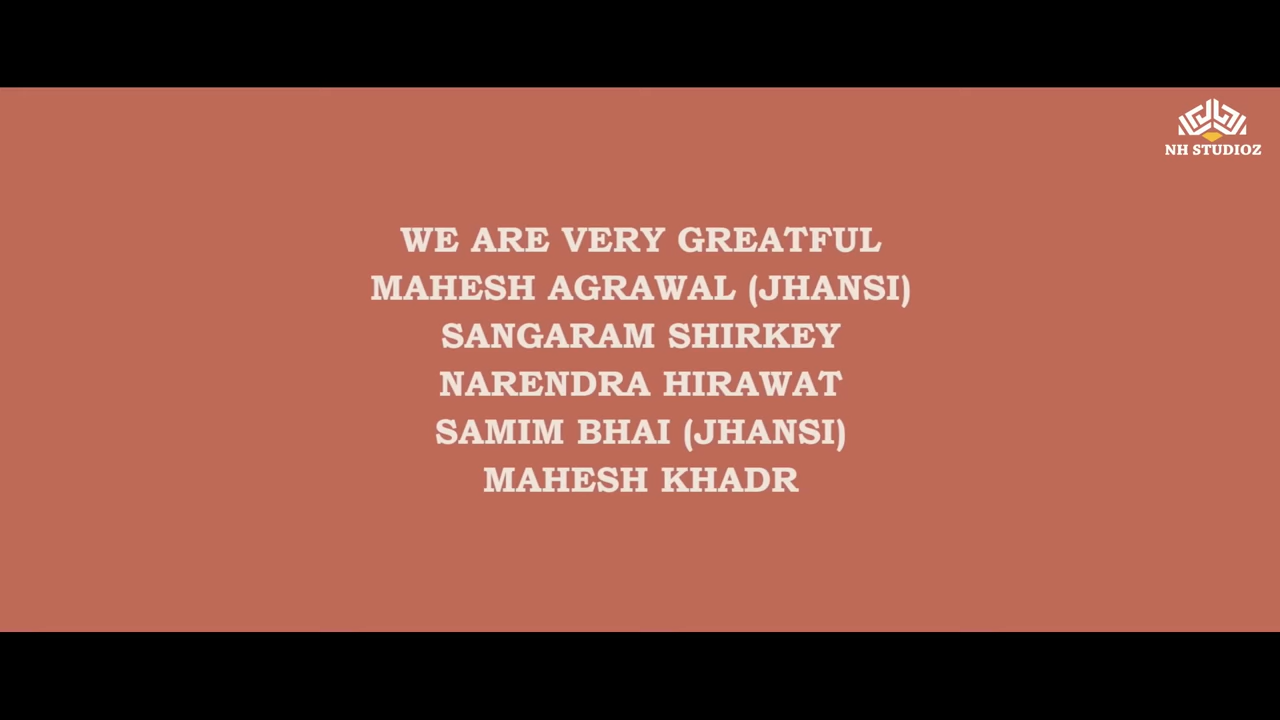 NH STUDIOZ
WE ARE VERY GREATFUL
MAHESH AGRAWAL (JHANSI)
SANGARAM SHIRKEY
NARENDRA HIRAWAT
SAMIM BHAI (JHANSI)
MAHESH KHADR